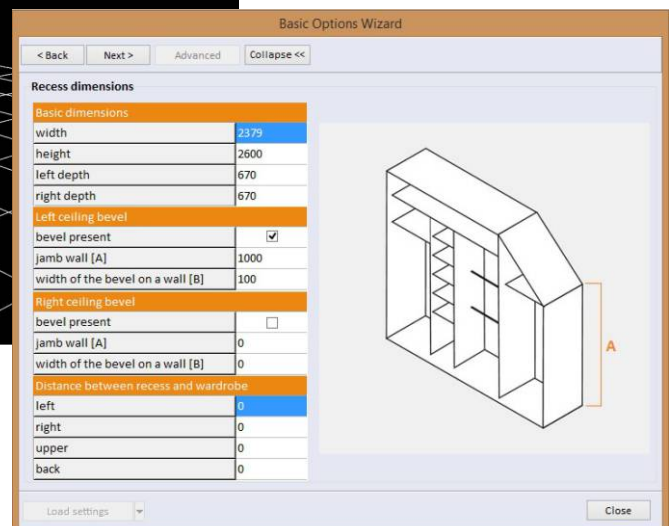 Basic Options Wizard
< Back Next > Advanced Collapse <<
Recess dimensions
Basic dimensions
width 2379
height 2600
left depth 670
right depth 670
Left ceiling bevel
bevel present
jamb wall [A] 1000
width of the bevel on a wall [B] 100
Right ceiling bevel
bevel present
jamb wall [A] 0
width of the bevel on a wall [B] 0
Distance between recess and wardrobe
left 0
right 0
upper 0
back 0
A
Load settings Close